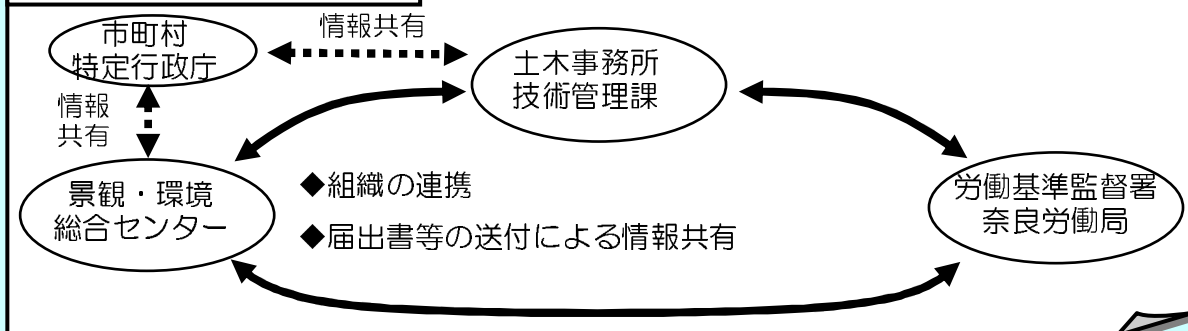 情報共有
市町村
特定行政庁
土木事務所
技術管理課
情報
共有
景観・環境
総合センター
◆組織の連携
◆届出書等の送付による情報共有
労働基準監督署
奈良労働局